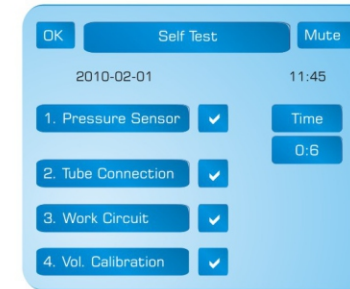 OK Self Test Mute
2010-02-01 11:45
1. Pressure Sensor Time
0:6
2. Tube Connection
3. Work Circuit
4. Vol. Calibration